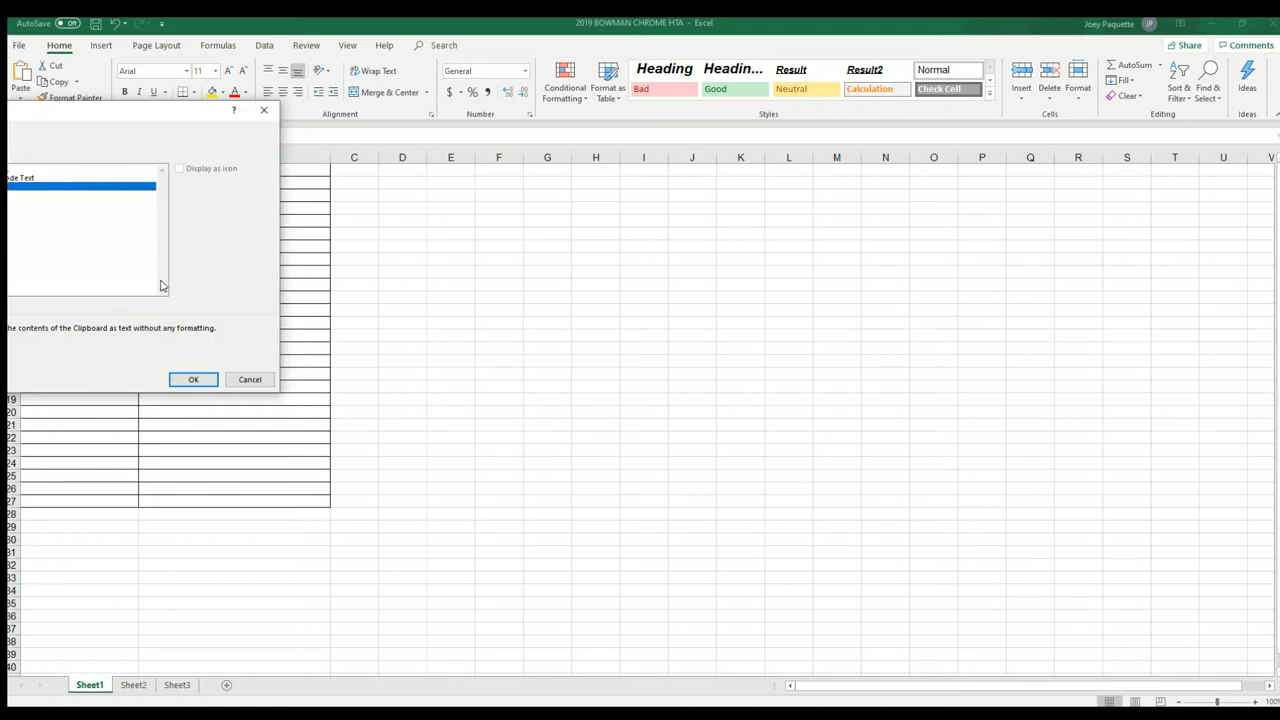 AutoSave Off 2019 BOWMAN CHROME HTA - Excel Joey Paquette JP
File Home Insert Page Layout Formulas Data Review View Help Search Share Comments
Paste Cut Arial 11 A A Wrap Text General Heading Headin... Result Result2 Normal Conditional Formatting Format as Table Insert Delete Format AutoSum Sort & Filter Find & Select Ideas
Copy Fill
Format Painter B I U A Merge & Center $ % Bad Good Neutral Calculation Check Cell Clear
Alignment Number Styles Cells Editing Ideas
? ×
C D E F G H I J K L M N O P Q R S T U V
Display as icon
ode Text
he contents of the Clipboard as text without any formatting.
OK Cancel
19
20
21
22
23
24
25
26
27
28
29
30
31
32
33
34
35
36
37
38
39
40
Sheet1 Sheet2 Sheet3
100%